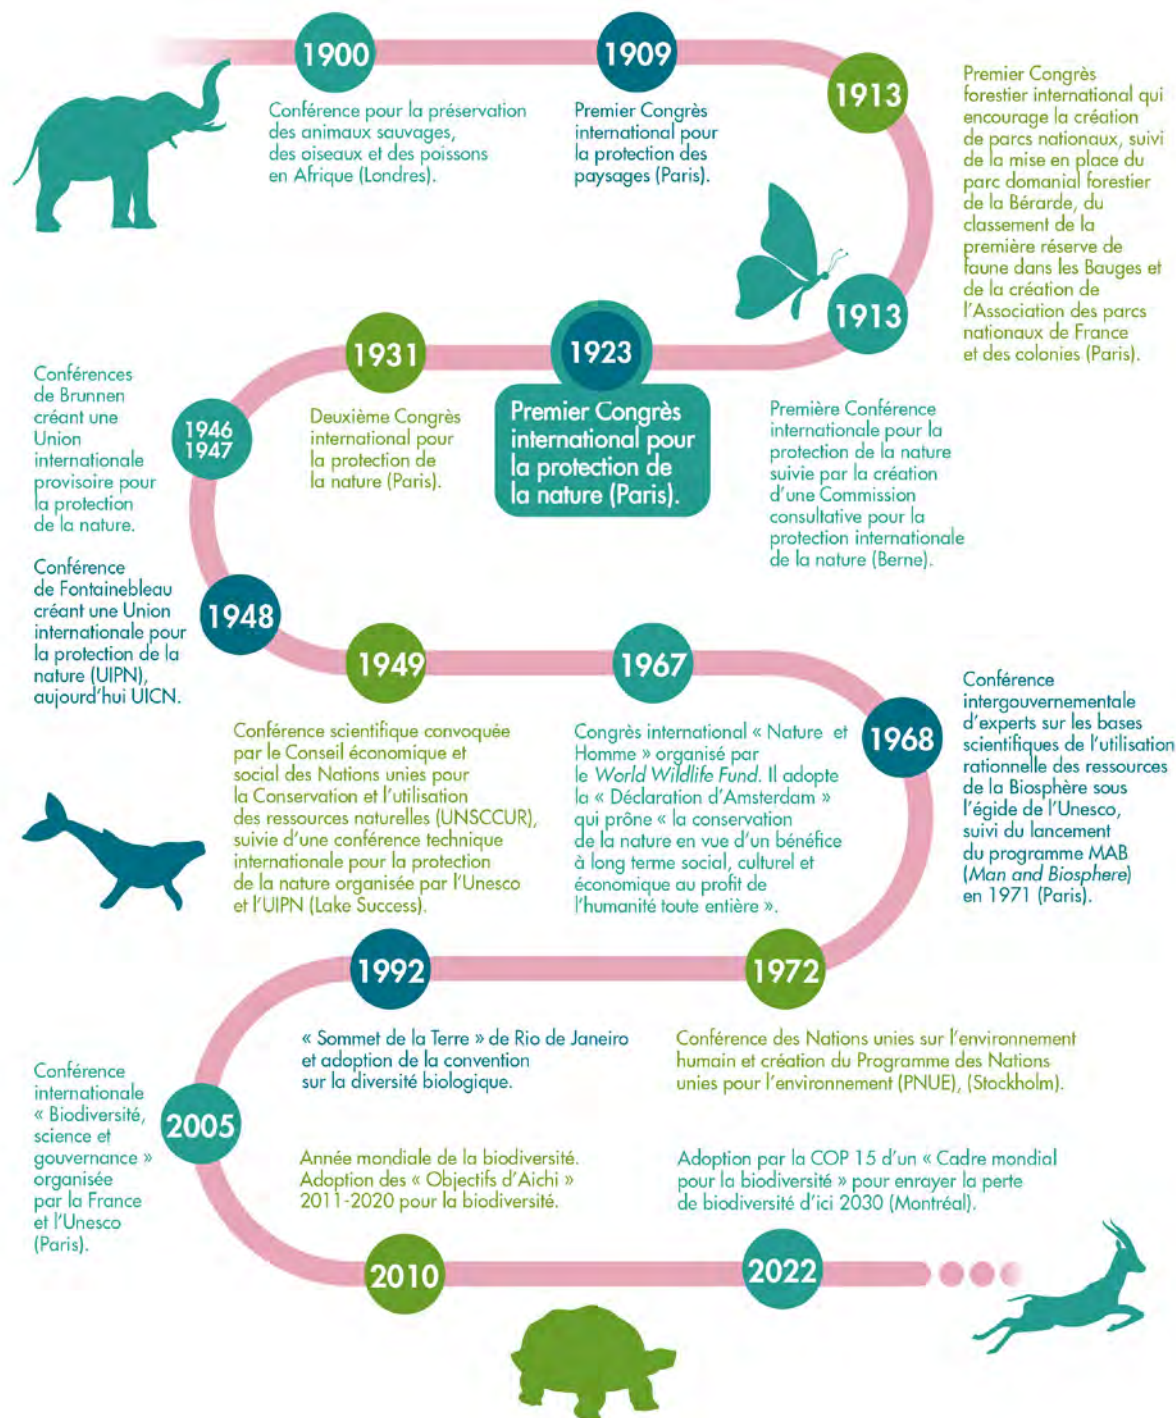 1900
Conférence pour la préservation
des animaux sauvages,
des oiseaux et des poissons
en Afrique (Londres).
1909
Premier Congrès
international pour
la protection des
paysages (Paris).
1913
Premier Congrès
forestier international qui
encourage la création
de parcs nationaux, suivi
de la mise en place du
parc domanial forestier
de la Bérarde, du
classement de la
première réserve de
faune dans les Bauges et
de la création de
l'Association des parcs
nationaux de France
et des colonies (Paris).
1913
Première Conférence
internationale pour la
protection de la nature
suivie par la création
d'une Commission
consultative pour la
protection internationale
de la nature (Berne).
1923
Premier Congrès
international pour
la protection de
la nature (Paris).
1931
Deuxième Congrès
international pour
la protection de
la nature (Paris).
1946
1947
Conférences
de Brunnen
créant une
Union
internationale
provisoire pour
la protection
de la nature.
1948
Conférence
de Fontainebleau
créant une Union
internationale pour
la protection de la
nature (UIPN),
aujourd'hui UICN.
1949
Conférence scientifique convoquée
par le Conseil économique et
social des Nations unies pour
la Conservation et l'utilisation
des ressources naturelles (UNSCCUR),
suivie d'une conférence technique
internationale pour la protection
de la nature organisée par l'Unesco
et l'UIPN (Lake Success).
1967
Congrès international « Nature et
Homme » organisé par
le World Wildlife Fund. Il adopte
la « Déclaration d'Amsterdam »
qui prône « la conservation
de la nature en vue d'un bénéfice
à long terme social, culturel et
économique au profit de
l'humanité toute entière ».
1968
Conférence
intergouvernementale
d'experts sur les bases
scientifiques de l'utilisation
rationnelle des ressources
de la Biosphère sous
l'égide de l'Unesco,
suivi du lancement
du programme MAB
(Man and Biosphere)
en 1971 (Paris).
1972
Conférence des Nations unies sur l'environnement
humain et création du Programme des Nations
unies pour l'environnement (PNUE), (Stockholm).
1992
« Sommet de la Terre » de Rio de Janeiro
et adoption de la convention
sur la diversité biologique.
2005
Conférence
internationale
« Biodiversité,
science et
gouvernance »
organisée
par la France
et l'Unesco
(Paris).
Année mondiale de la biodiversité.
Adoption des « Objectifs d'Aichi »
2011-2020 pour la biodiversité.
2010
Adoption par la COP 15 d'un « Cadre mondial
pour la biodiversité » pour enrayer la perte
de biodiversité d'ici 2030 (Montréal).
2022